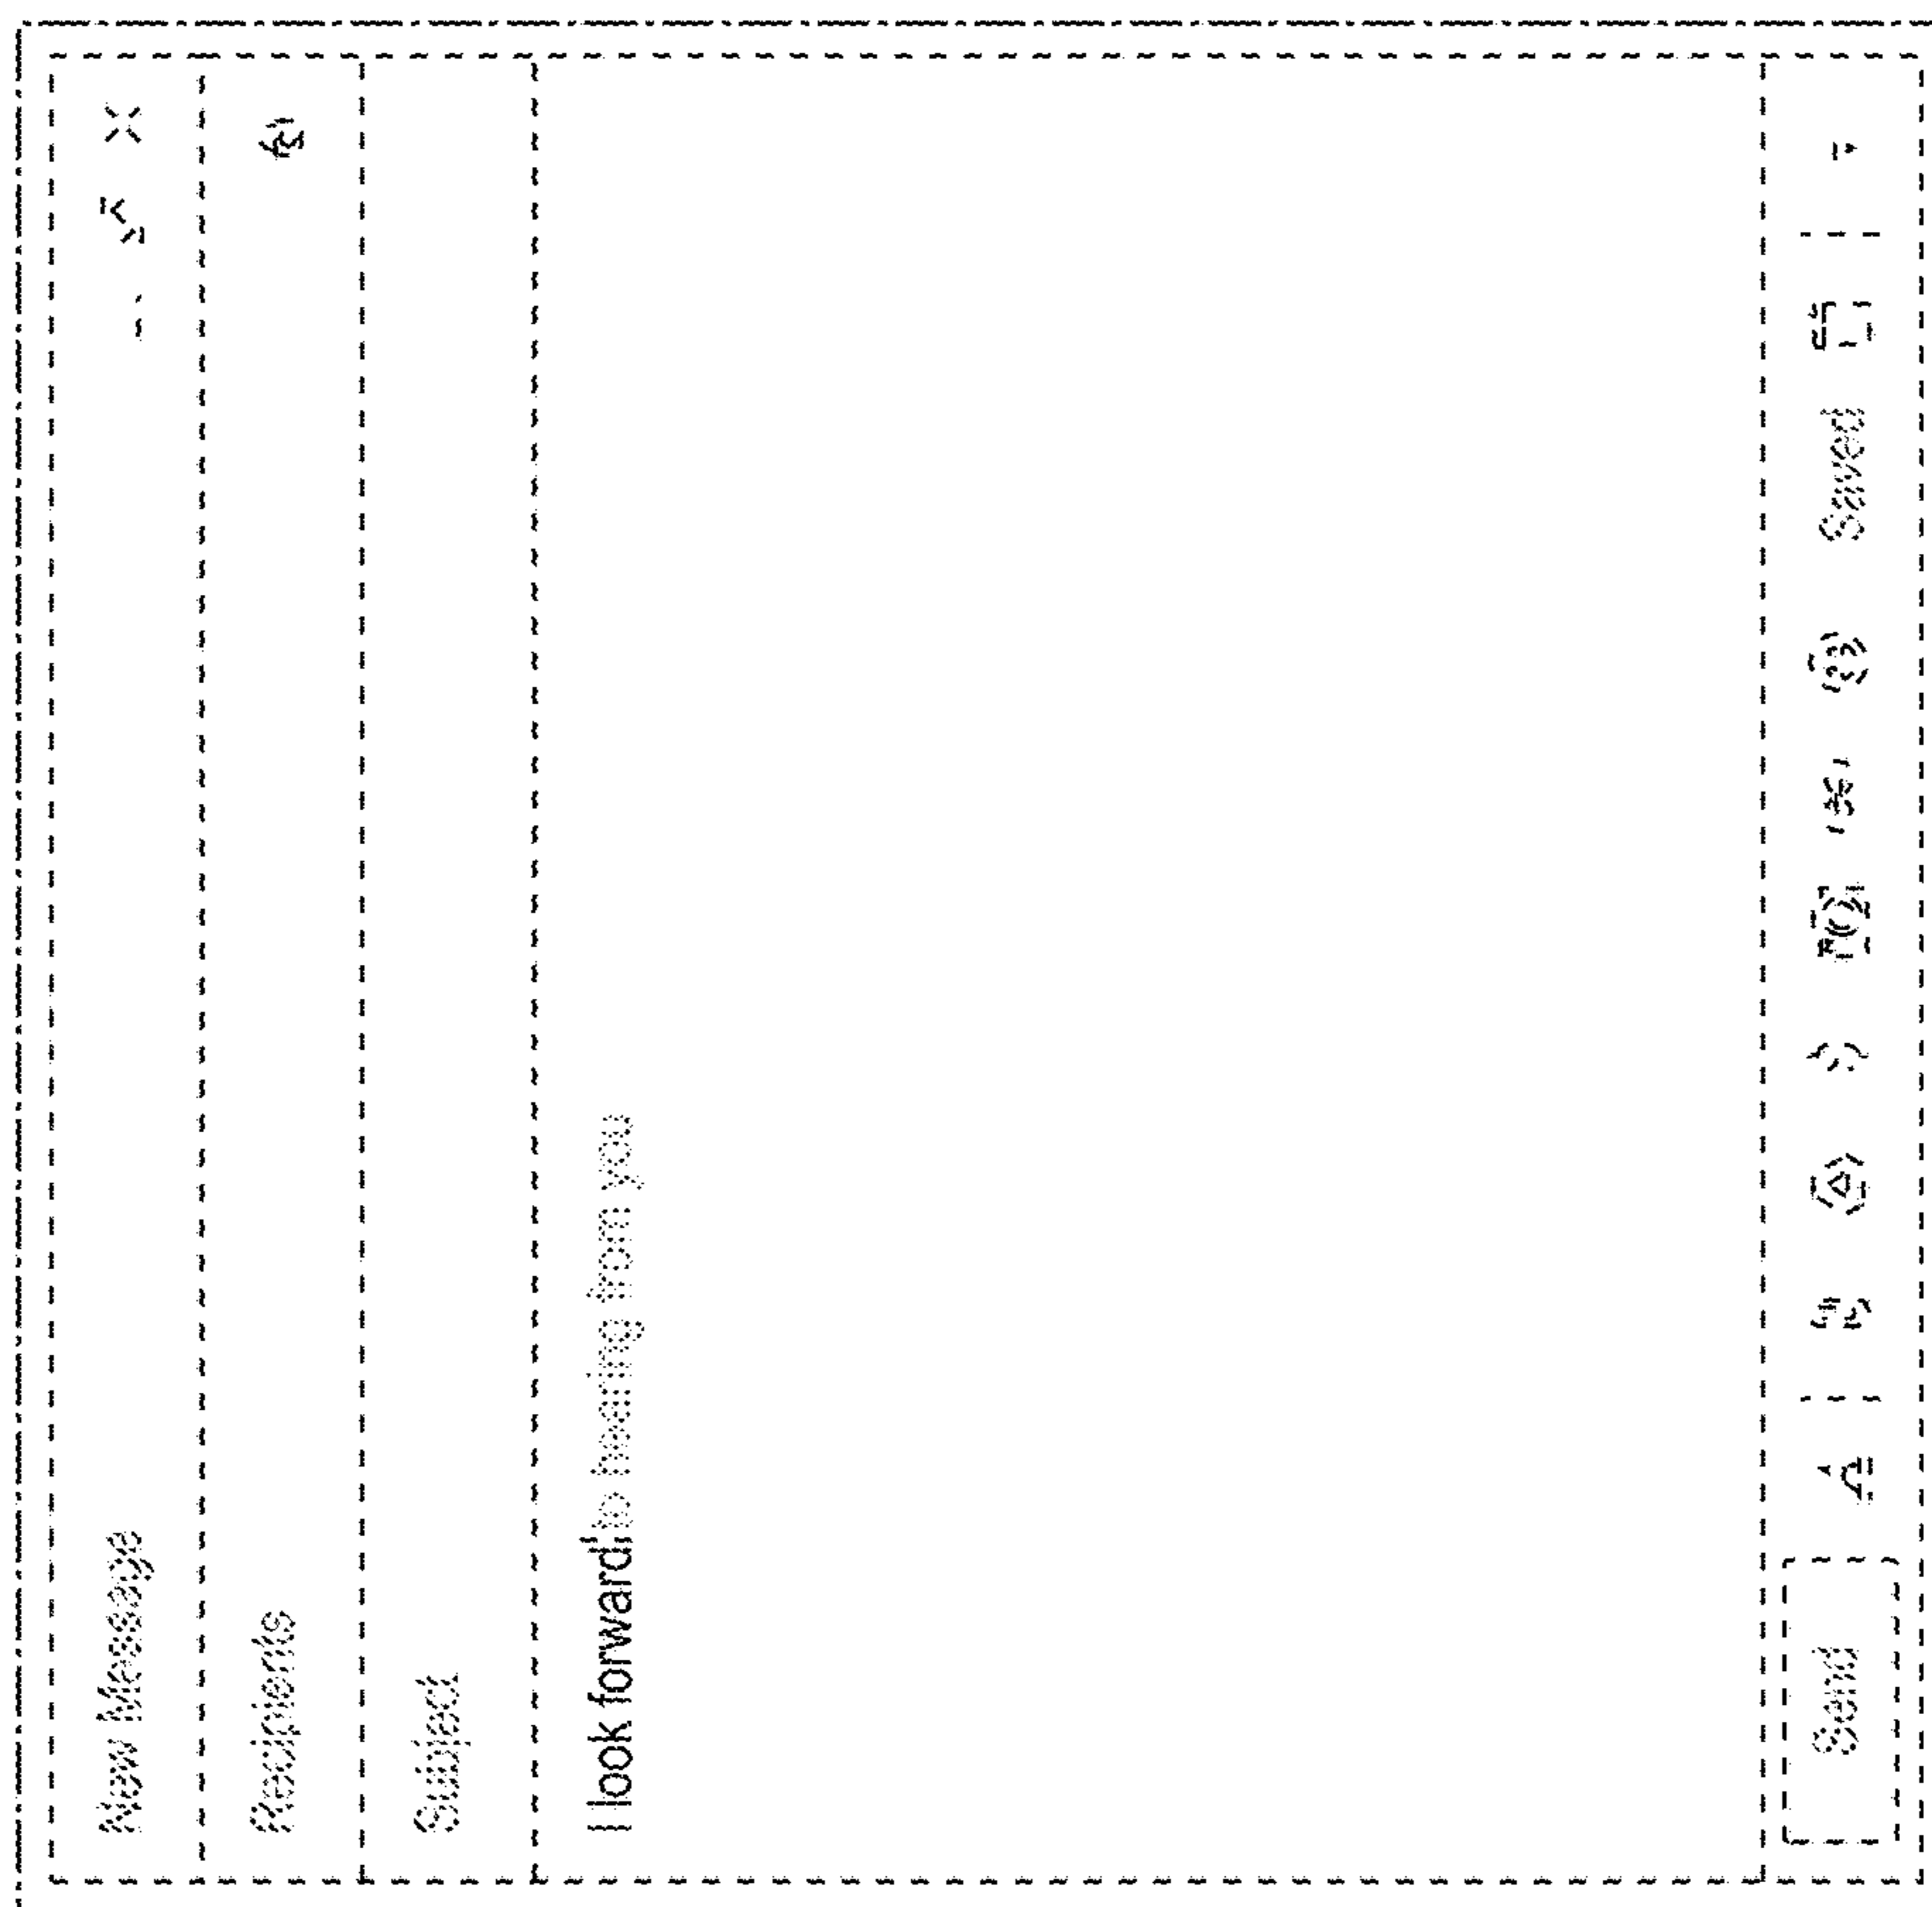 New Message
Recipients
Subject
I look forward to hearing from you
Send
Saved